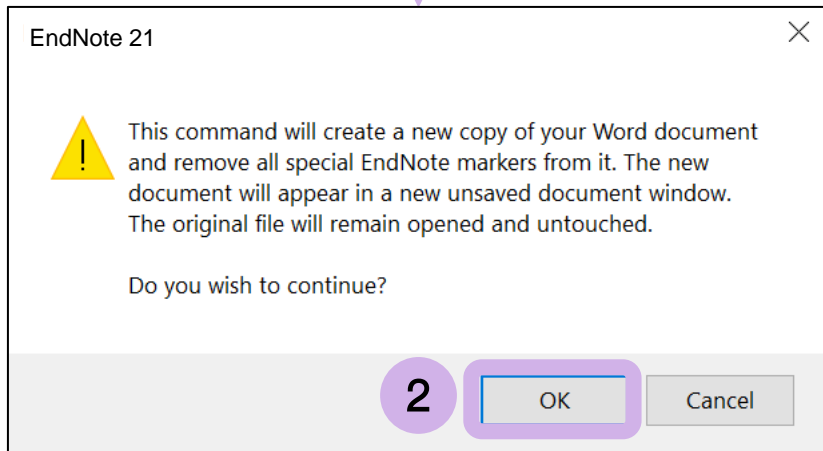 EndNote 21
This command will create a new copy of your Word document
and remove all special EndNote markers from it. The new
document will appear in a new unsaved document window.
The original file will remain opened and untouched.
Do you wish to continue?
2
OK
Cancel